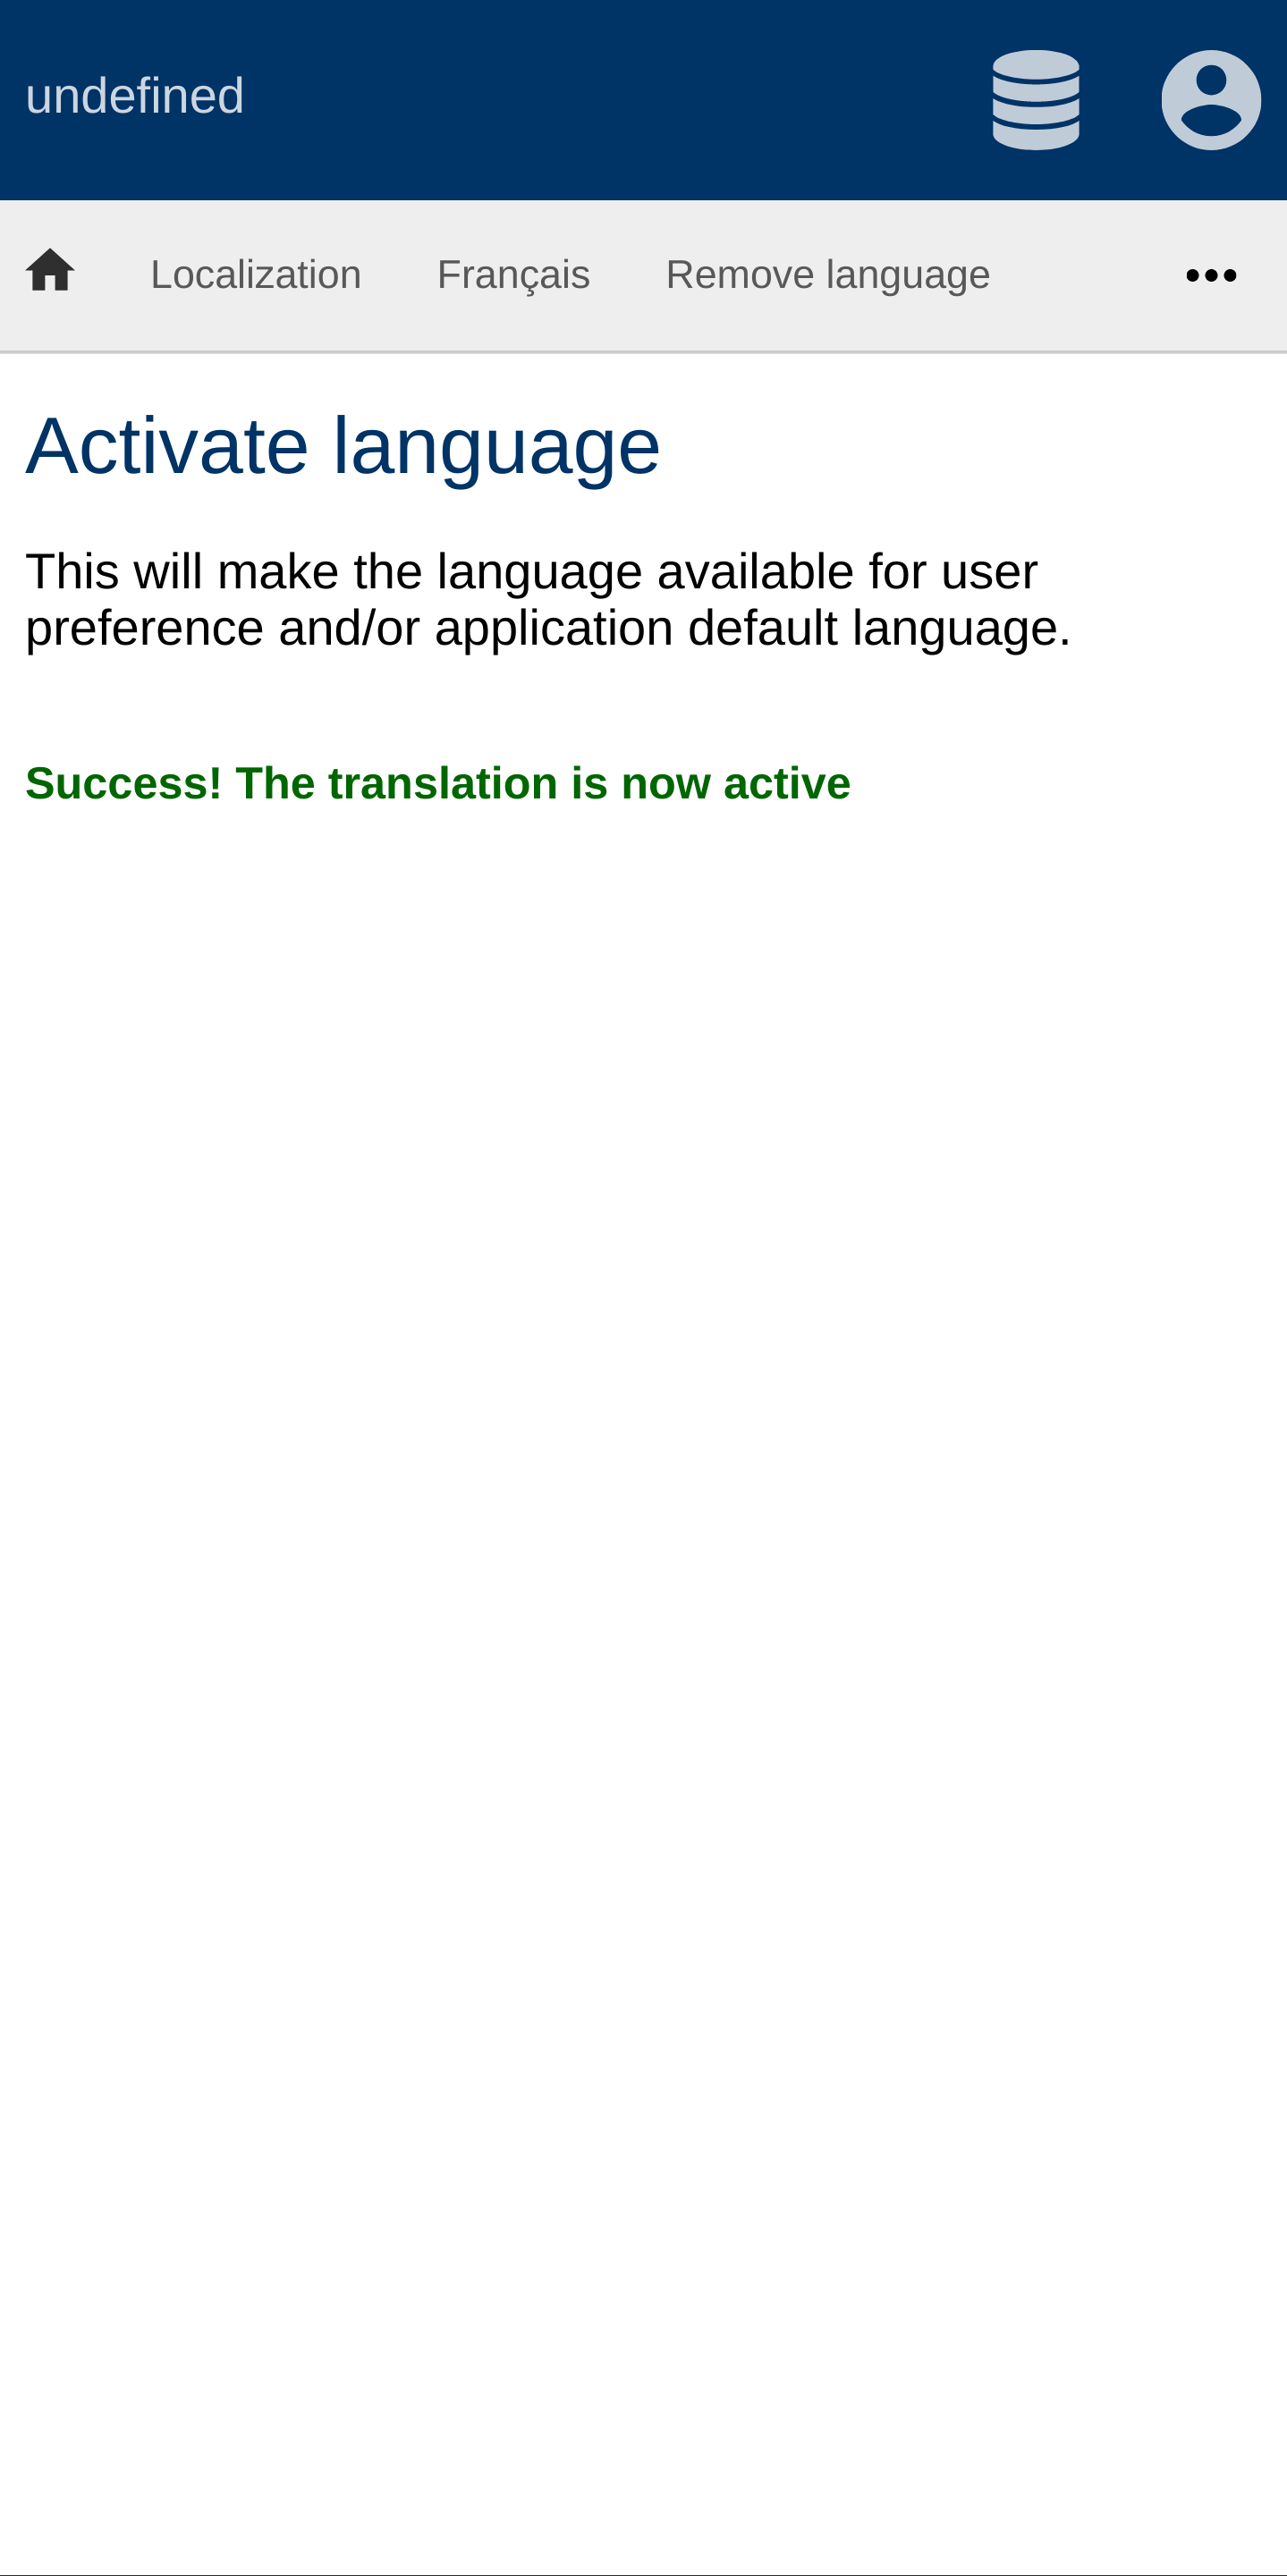 undefined
Localization Français Remove language
Activate language
This will make the language available for user
preference and/or application default language.
Success! The translation is now active